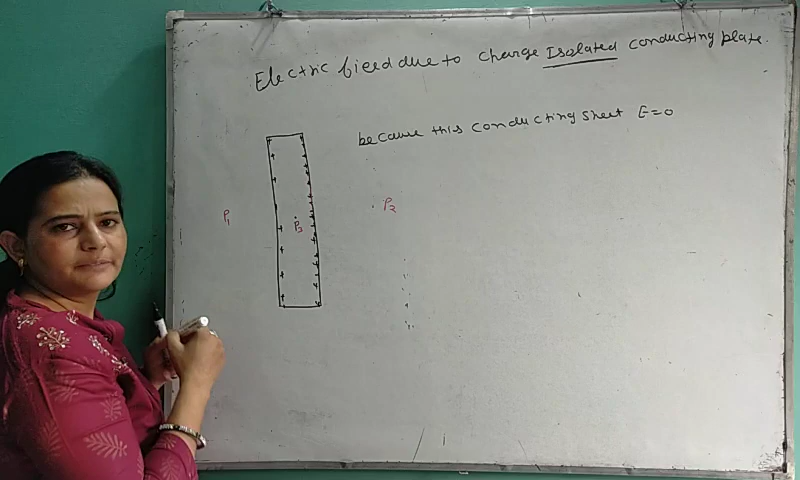 Electric field due to charge Isolated conducting plate.
because this conducting sheet E=0
P1
P2
P3